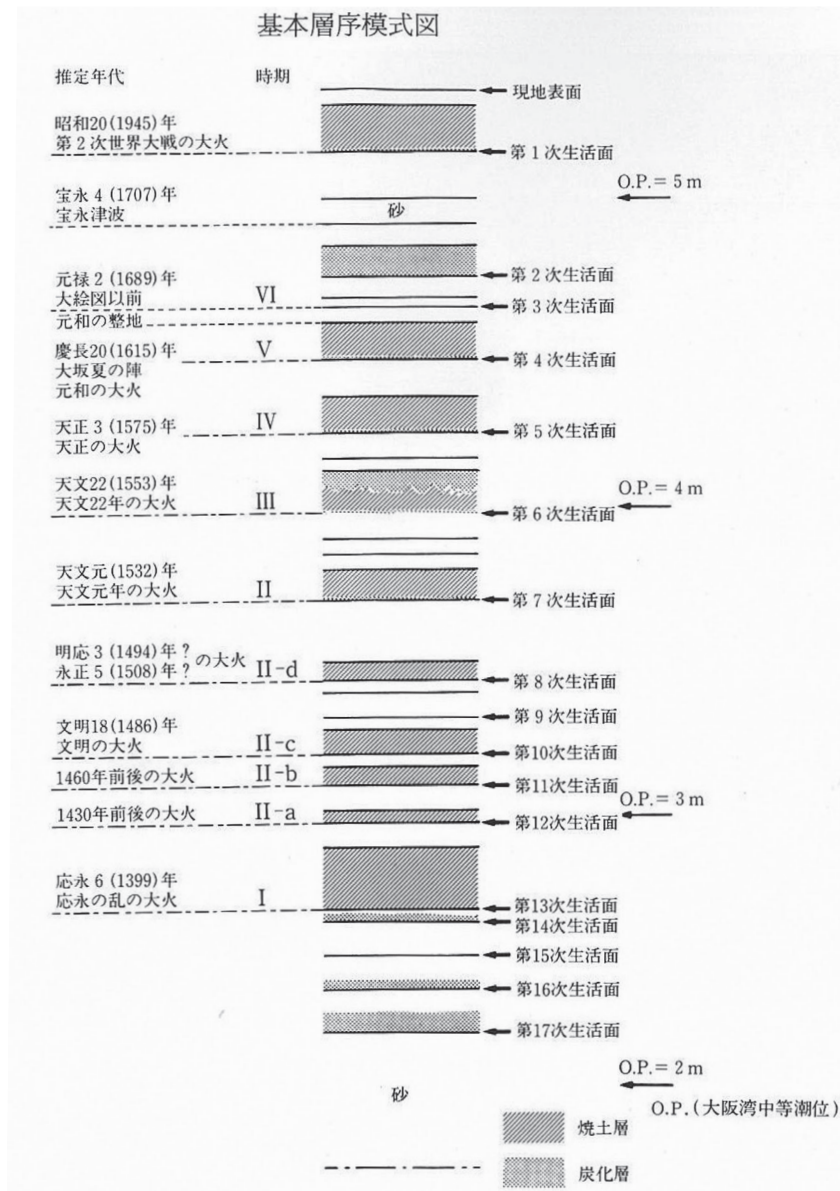 基本層序模式図
推定年代 時期
現地表面
昭和20(1945)年
第2次世界大戦の大火
第1次生活面
O.P.= 5 m
宝永4(1707)年
宝永津波
砂
元禄2(1689)年
大絵図以前 VI
第2次生活面
第3次生活面
元和の整地
慶長20(1615)年 V
大坂夏の陣
元和の大火
第4次生活面
天正3(1575)年 IV
天正の大火
第5次生活面
天文22(1553)年
天文22年の大火 III
O.P.= 4 m
第6次生活面
天文元(1532)年
天文元年の大火 II
第7次生活面
明応3(1494)年?
永正5(1508)年?
の大火 II-d
第8次生活面
第9次生活面
文明18(1486)年
文明の大火 II-c
第10次生活面
1460年前後の大火 II-b
第11次生活面
O.P.= 3 m
1430年前後の大火 II-a
第12次生活面
応永6(1399)年
応永の乱の大火 I
第13次生活面
第14次生活面
第15次生活面
第16次生活面
第17次生活面
O.P.= 2 m
砂
O.P.(大阪湾中等潮位)
焼土層
炭化層